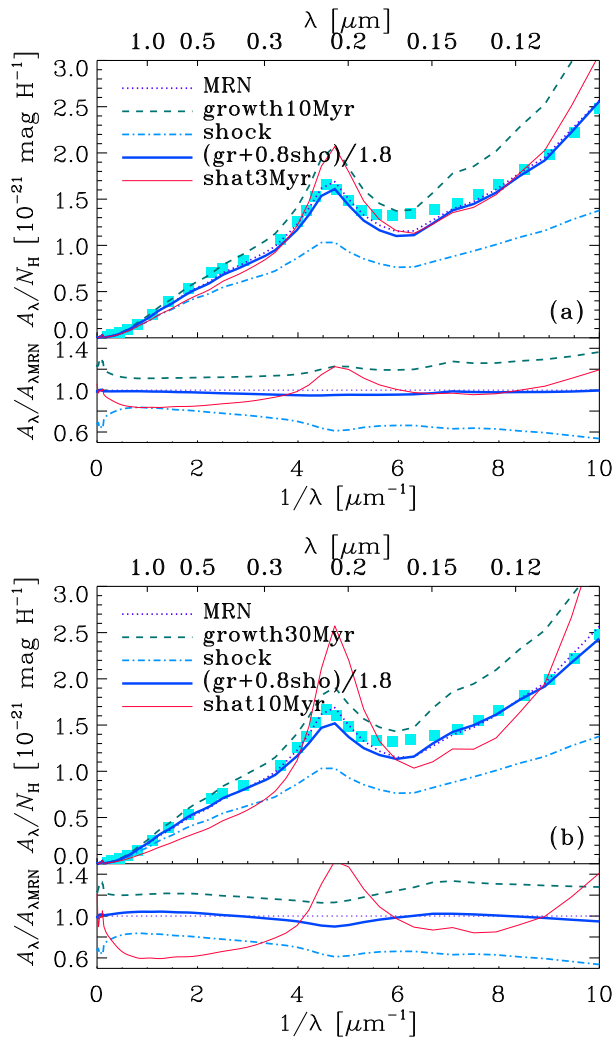 λ [μm]
1.0 0.5 0.3 0.2 0.15 0.12
3.0
2.5
2.0
1.5
1.0
0.5
0.0
A_λ/N_H [10⁻²¹ mag H⁻¹]
MRN
growth10Myr
shock
(gr+0.8sho)/1.8
shat3Myr
(a)
1.4
1.0
0.6
A_λ/A_λMRN
0 2 4 6 8 10
1/λ [μm⁻¹]
λ [μm]
1.0 0.5 0.3 0.2 0.15 0.12
3.0
2.5
2.0
1.5
1.0
0.5
0.0
A_λ/N_H [10⁻²¹ mag H⁻¹]
MRN
growth30Myr
shock
(gr+0.8sho)/1.8
shat10Myr
(b)
1.4
1.0
0.6
A_λ/A_λMRN
0 2 4 6 8 10
1/λ [μm⁻¹]